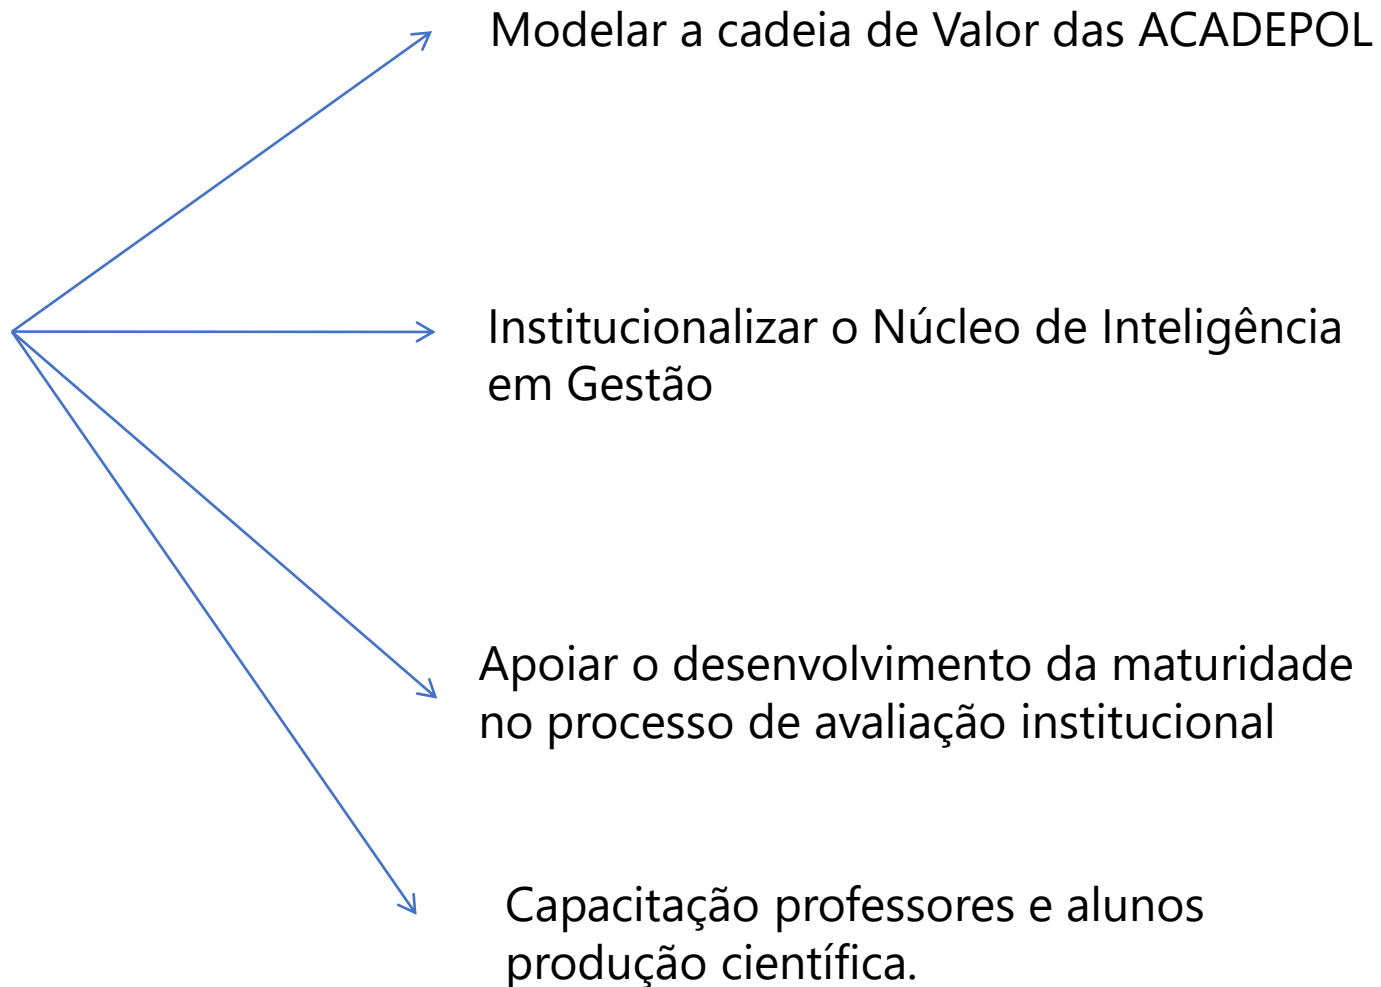 Modelar a cadeia de Valor das ACADEPOL
Institucionalizar o Núcleo de Inteligência
em Gestão
Apoiar o desenvolvimento da maturidade
no processo de avaliação institucional
Capacitação professores e alunos
produção científica.